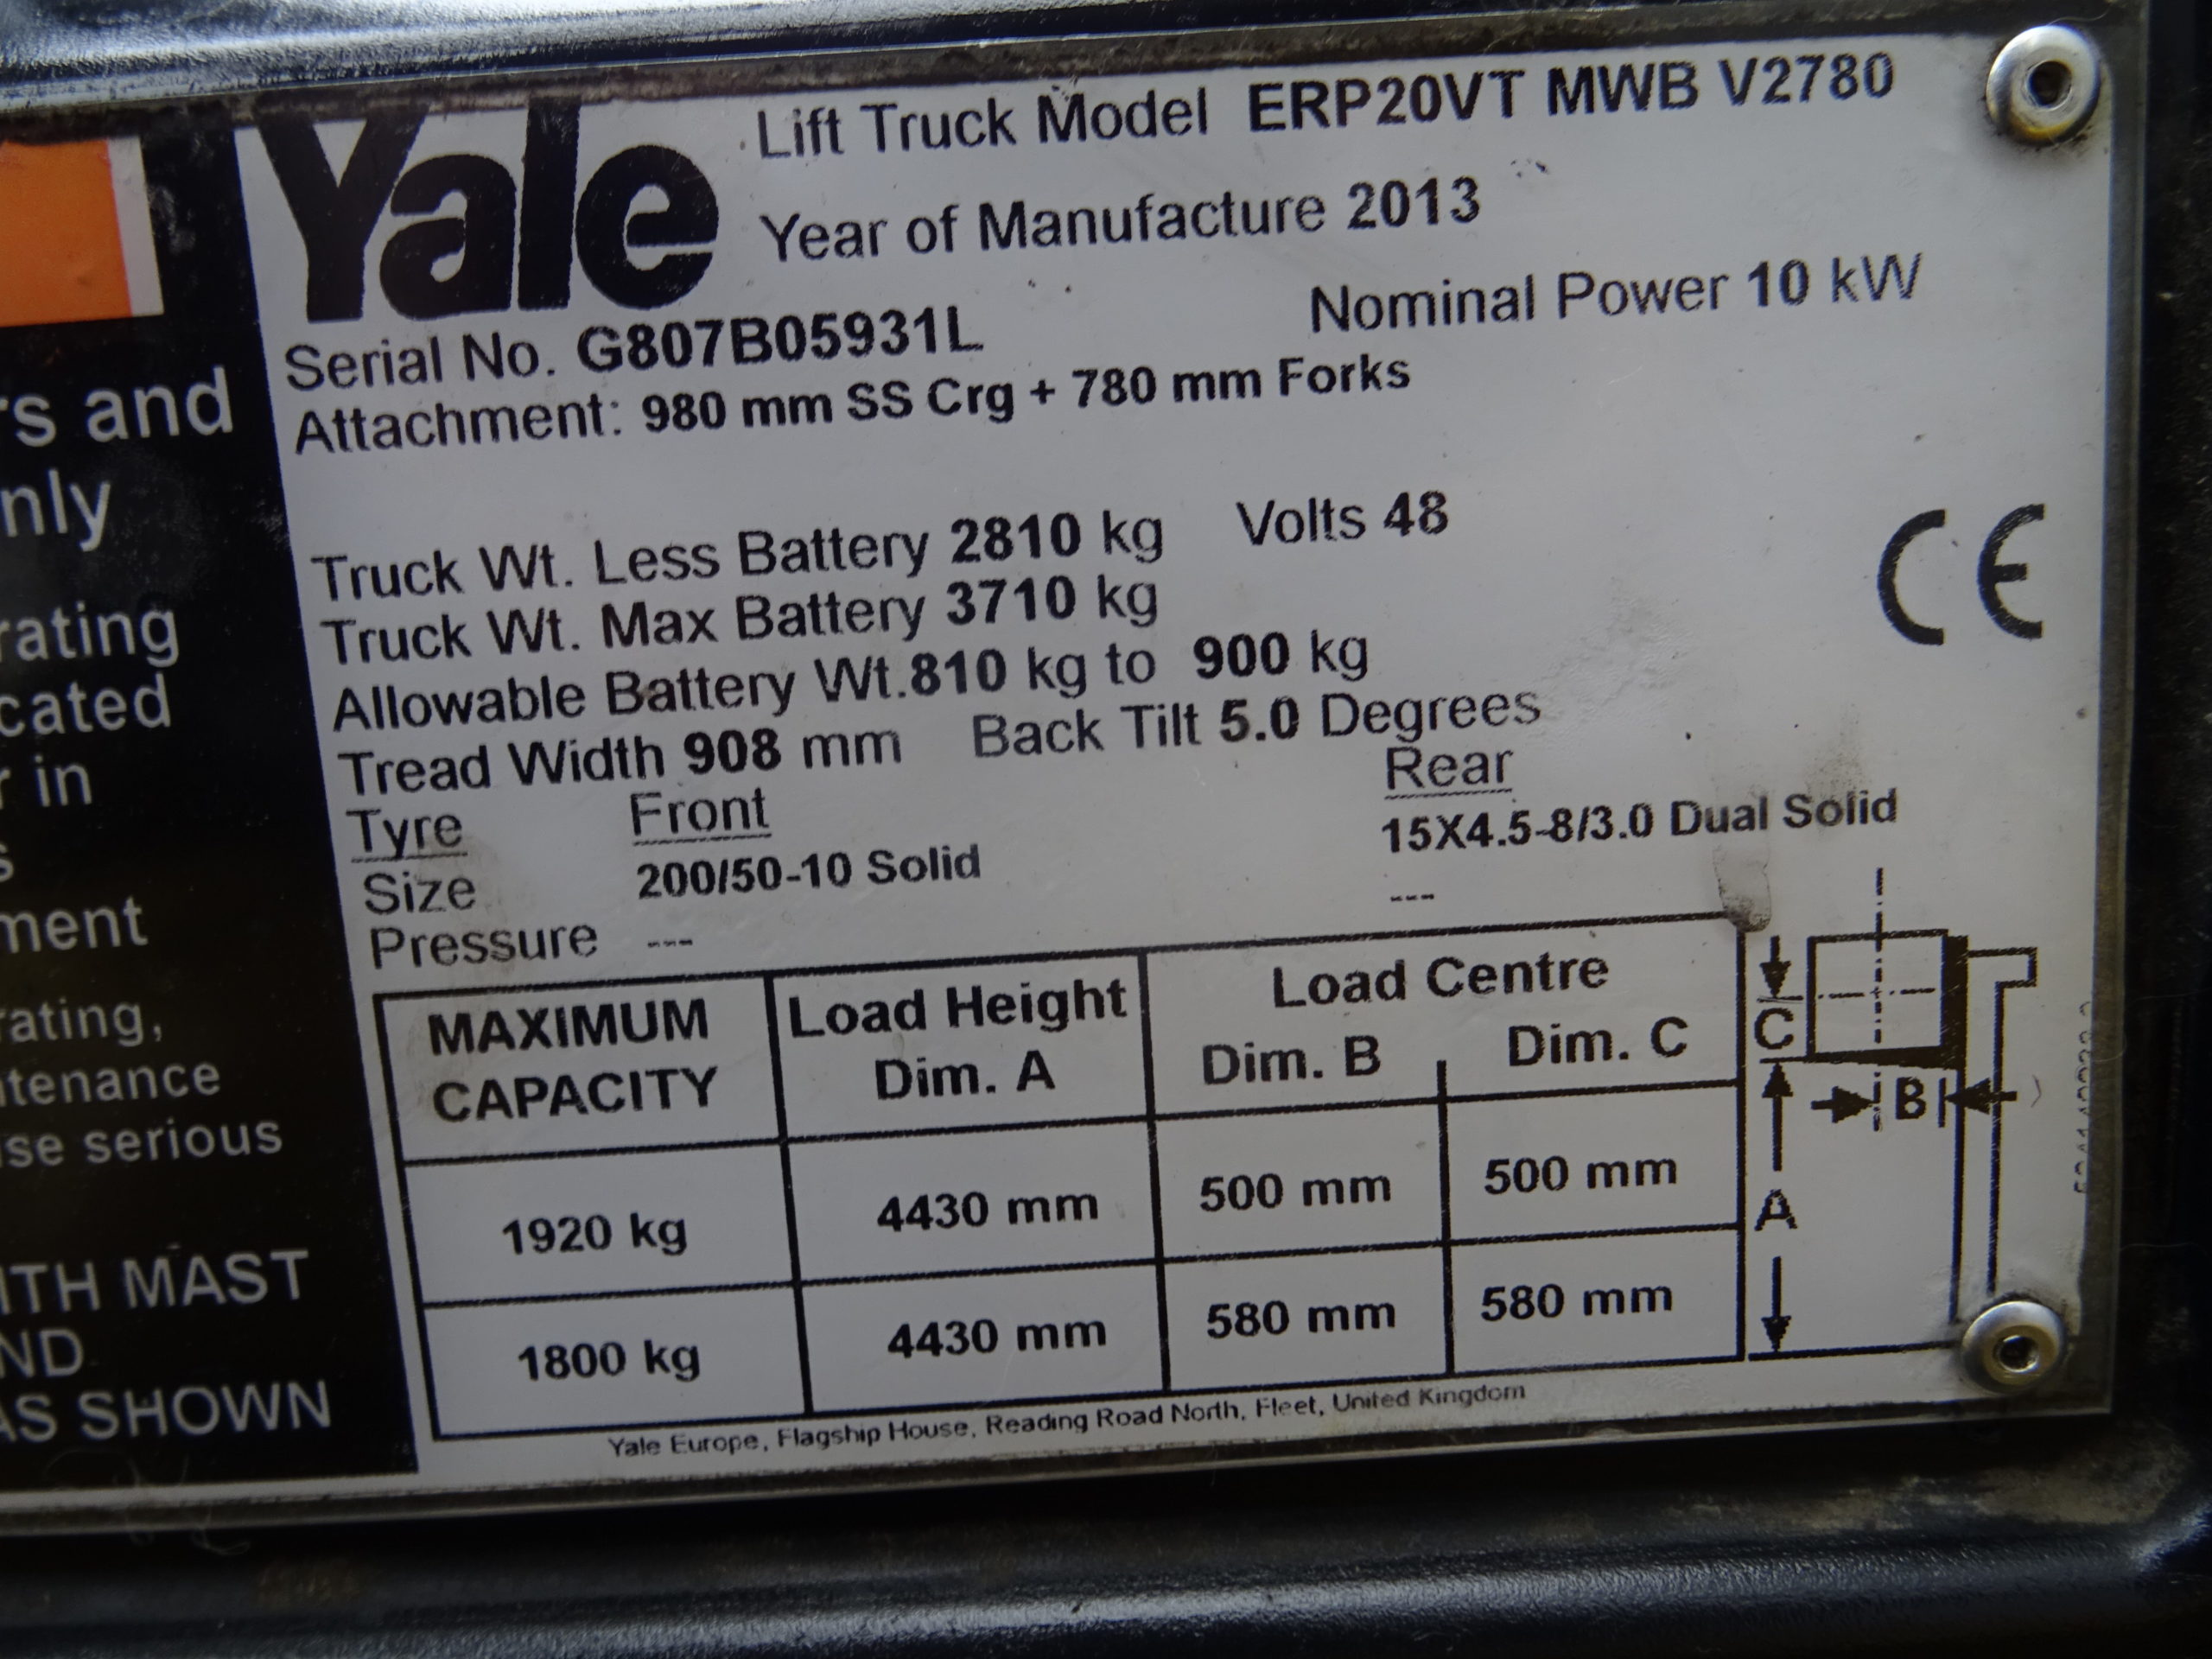 Yale
Lift Truck Model ERP20VT MWB V2780
Year of Manufacture 2013
Nominal Power 10 kW
Serial No. G807B05931L
Attachment: 980 mm SS Crg + 780 mm Forks
Truck Wt. Less Battery 2810 kg Volts 48
Truck Wt. Max Battery 3710 kg
Allowable Battery Wt.810 kg to 900 kg
Tread Width 908 mm Back Tilt 5.0 Degrees
Tyre Front Rear
Size 200/50-10 Solid 15X4.5-8/3.0 Dual Solid
Pressure --- ---
MAXIMUM CAPACITY Load Height Dim. A Load Centre Dim. B Dim. C
1920 kg 4430 mm 500 mm 500 mm
1800 kg 4430 mm 580 mm 580 mm
C
B
A
Yale Europe, Flagship House, Reading Road North, Fleet, United Kingdom
CE
rs and
nly
rating
cated
r in
s
ment
rating,
ntenance
se serious
ITH MAST
ND
AS SHOWN